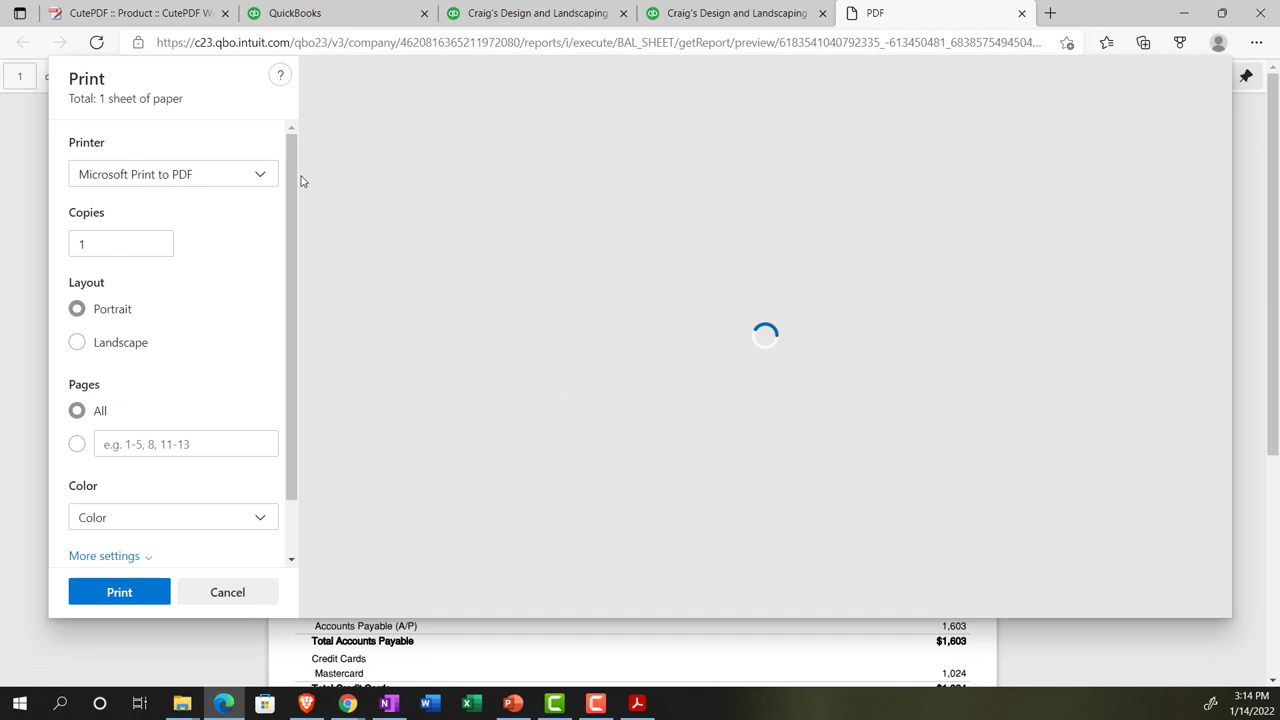 CutePDF :: Product :: CutePDF W
QuickBooks
Craig's Design and Landscaping
Craig's Design and Landscaping
PDF
https://c23.qbo.intuit.com/qbo23/v3/company/4620816365211972080/reports/i/execute/BAL_SHEET/getReport/preview/6183541040792335_-613450481_6838575494504...
1
Print
?
Total: 1 sheet of paper
Printer
Microsoft Print to PDF
Copies
1
Layout
Portrait
Landscape
Pages
All
e.g. 1-5, 8, 11-13
Color
Color
More settings
Print
Cancel
Accounts Payable (A/P) 1,603
Total Accounts Payable $1,603
Credit Cards
Mastercard 1,024
3:14 PM
1/14/2022